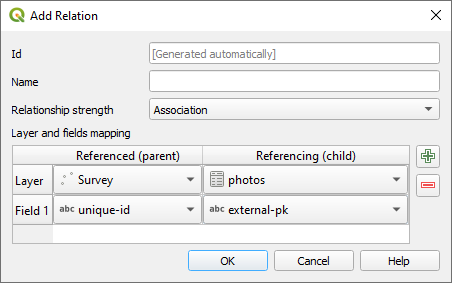 Add Relation
Id [Generated automatically]
Name
Relationship strength Association
Layer and fields mapping
Referenced (parent) Referencing (child)
Layer Survey photos
Field 1 abc unique-id abc external-pk
OK Cancel Help